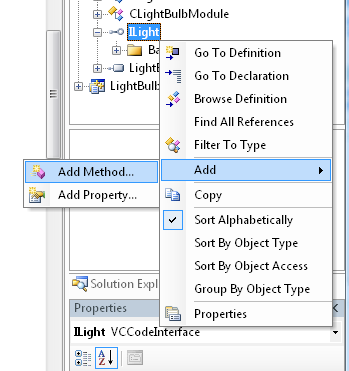 CLightBulbModule
ILight
Ba
LightB
LightBulb
Go To Definition
Go To Declaration
Browse Definition
Find All References
Filter To Type
Add
Copy
Sort Alphabetically
Sort By Object Type
Sort By Object Access
Group By Object Type
Properties
Add Method...
Add Property...
Solution Expl
Properties
ILight VCCodeInterface